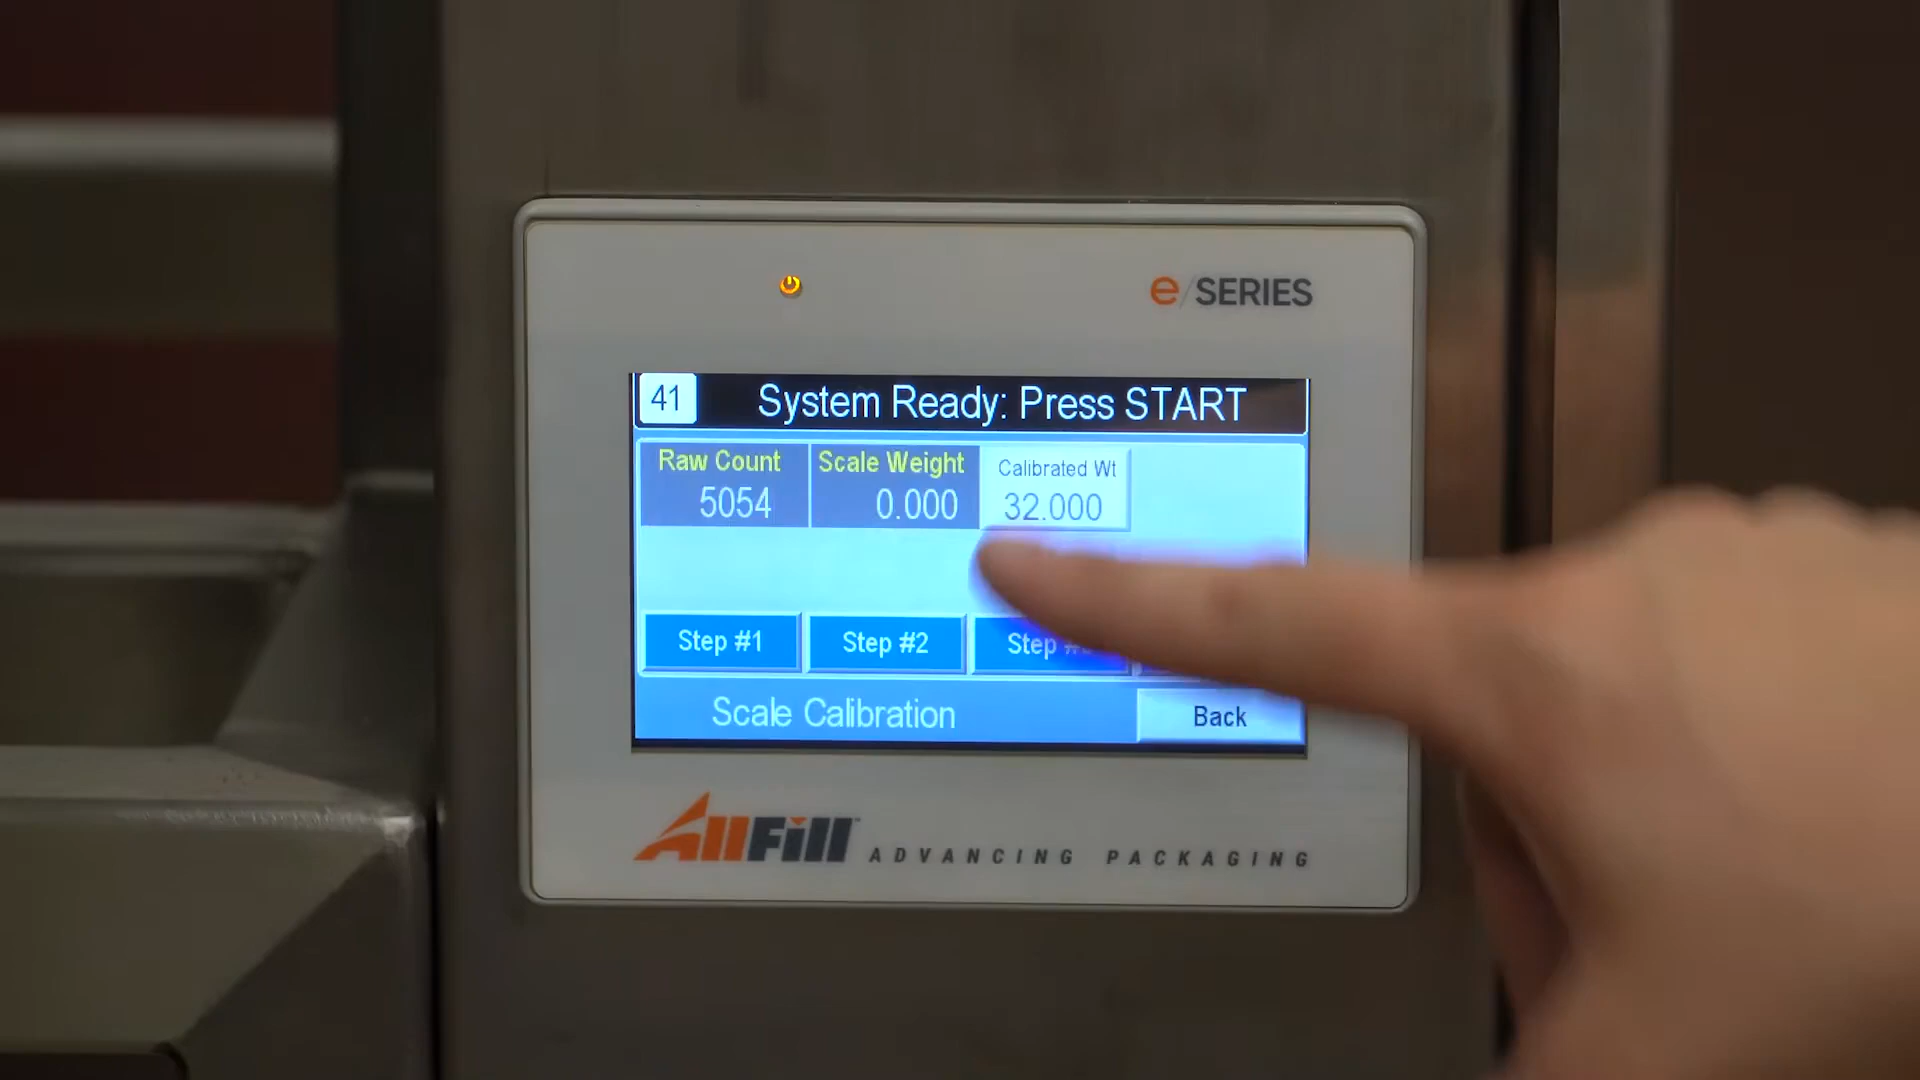 e/SERIES
41 System Ready: Press START
Raw Count Scale Weight Calibrated Wt
5054 0.000 32.000
Step #1 Step #2 Step
Scale Calibration Back
AllFill ADVANCING PACKAGING